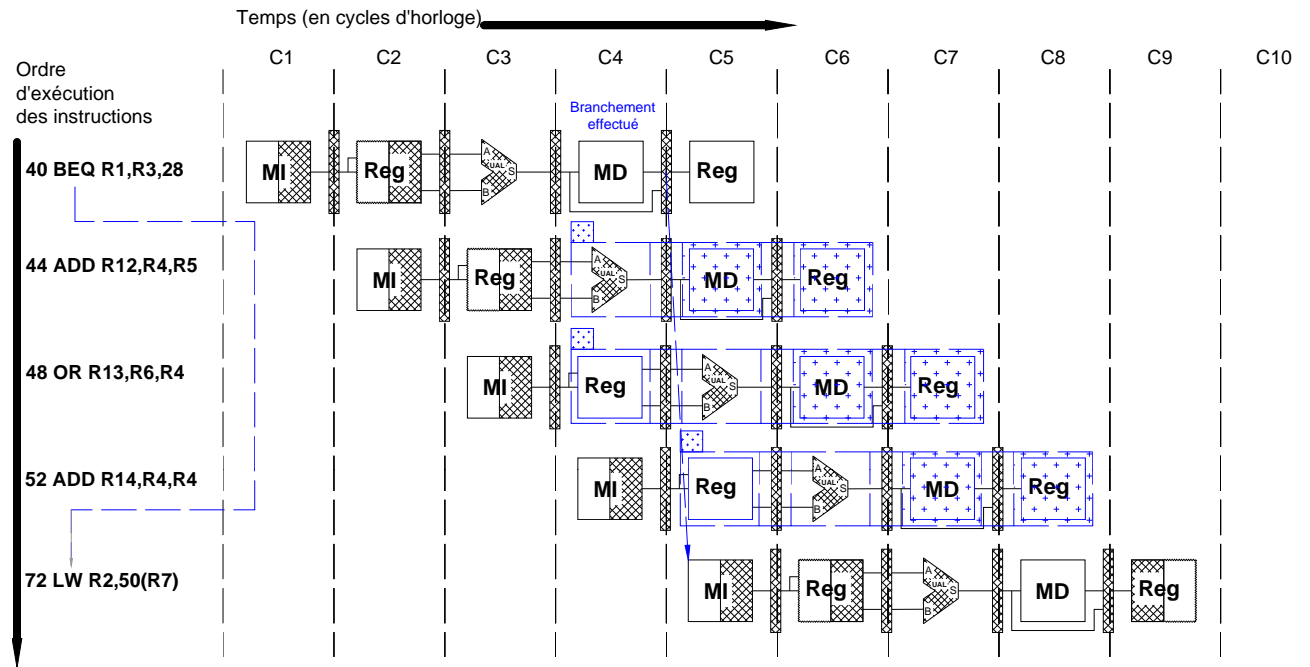 Temps (en cycles d'horloge)
C1 C2 C3 C4 C5 C6 C7 C8 C9 C10
Ordre
d'exécution
des instructions
Branchement
effectué
40 BEQ R1,R3,28
MI Reg A UAL S B MD Reg
44 ADD R12,R4,R5
MI Reg A UAL S B MD Reg
48 OR R13,R6,R4
MI Reg A UAL S B MD Reg
52 ADD R14,R4,R4
MI Reg A UAL S B MD Reg
72 LW R2,50(R7)
MI Reg A UAL S B MD Reg